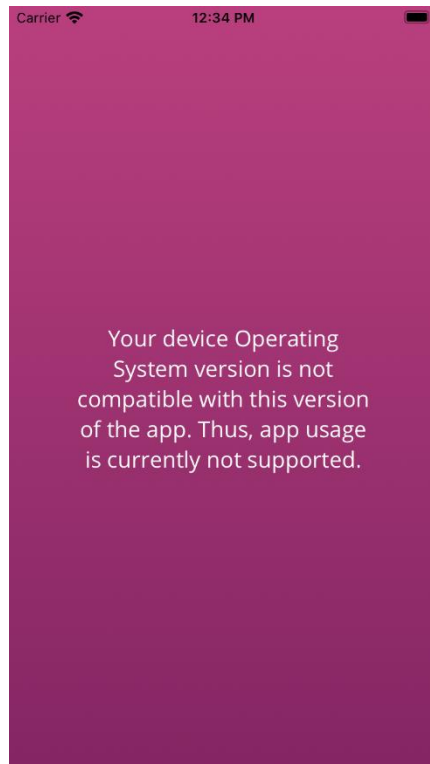 Carrier 12:34 PM
Your device Operating
System version is not
compatible with this version
of the app. Thus, app usage
is currently not supported.